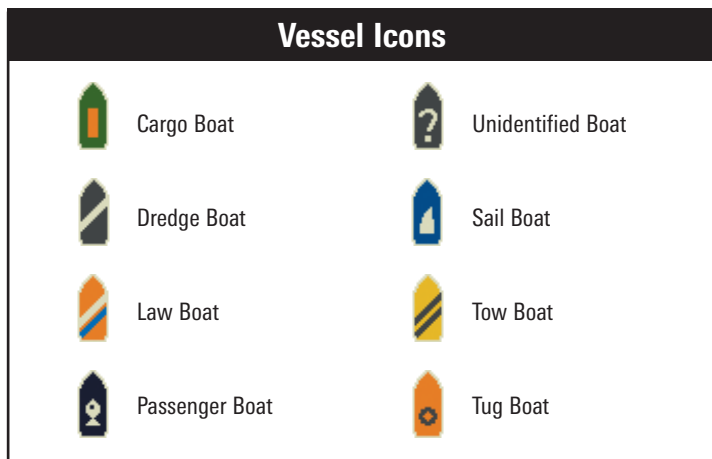 Vessel Icons
Cargo Boat
?
Unidentified Boat
Dredge Boat
Sail Boat
Law Boat
Tow Boat
Passenger Boat
Tug Boat